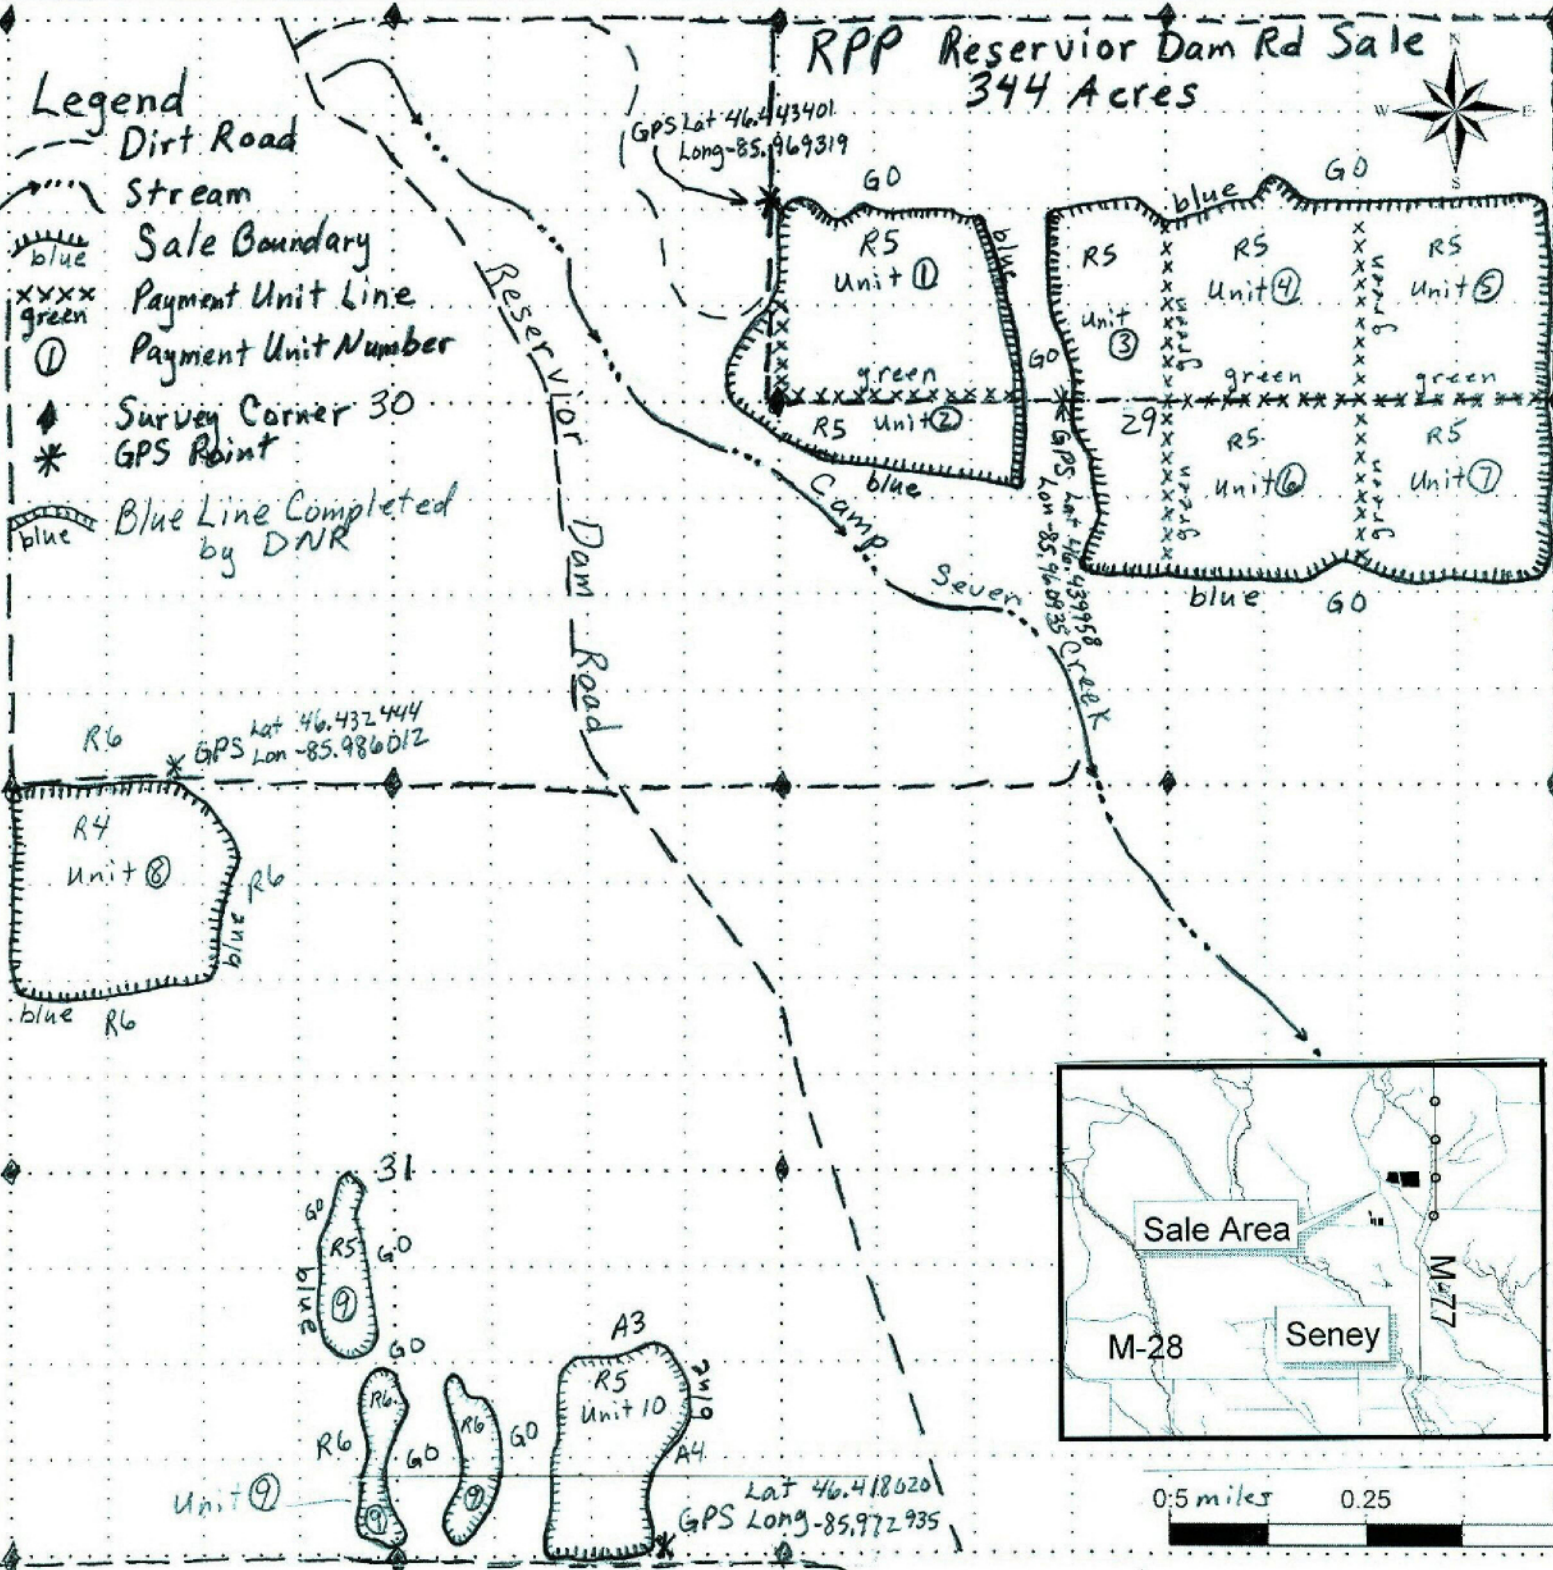 RPP Reservior Dam Rd Sale
344 Acres
N
W
E
S
Legend
Dirt Road
Stream
blue
Sale Boundary
xxxx
green
Payment Unit Line
1
Payment Unit Number
Survey Corner 30
GPS Point
blue
Blue Line Completed
by DNR
GPS Lat 46.443401
Long -85.969319
GO
R5
Unit 1
blue
green
R5 Unit 2
blue
GO
GO
blue
R5
Unit
3
green
R5
Unit 4
green
R5
Unit 5
green
green
29
R5
Unit 6
green
R5
Unit 7
green
blue
GO
GPS Lat 46.439958
Lon -85.960935
Reservior Dam Road
Camp Seven Creek
R6
GPS Lat 46.432444
Lon -85.986012
R4
Unit 8
R6
blue
blue
R6
31
GO
R5
GO
blue
9
GO
R6
R6
GO
R6
GO
Unit 9
9
9
A3
R5
Unit 10
blue
A4
Lat 46.418020
GPS Long -85.972935
Sale Area
M-77
Seney
M-28
0.5 miles
0.25